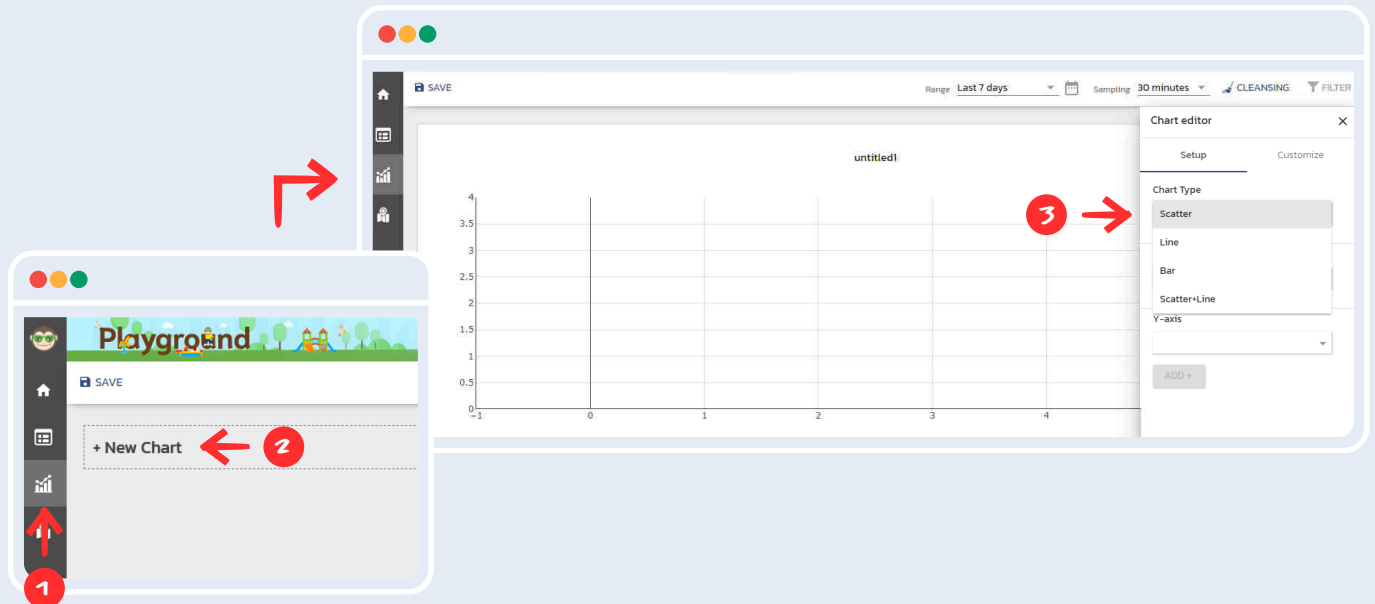 SAVE
Range Last 7 days
Sampling 30 minutes
CLEANSING
FILTER
Chart editor
Setup Customize
untitled1
Chart Type
Scatter
Line
Bar
Scatter+Line
Y-axis
ADD +
4
3.5
3
2.5
2
1.5
1
0.5
0
−1 0 1 2 3 4
3
Playground
SAVE
+ New Chart
2
1